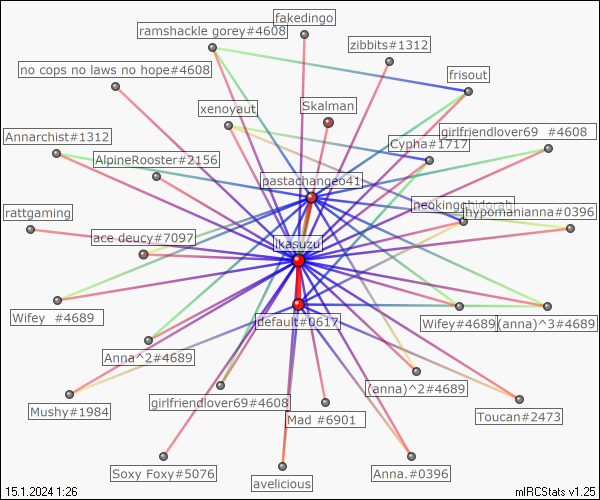 fakedingo
ramshackle gorey#4608
zibbits#1312
no cops no laws no hope#4608
frisout
xenoyaut
Skalman
Annarchist#1312
girlfriendlover69 #4608
Cypha#1717
AlpineRooster#2156
pastachangeo41
neokingghidorah
rattgaming
hypomanianna#0396
ace deucy#7097
ikasuzu
Wifey #4689
default#0617
Wifey#4689
(anna)^3#4689
Anna^2#4689
(anna)^2#4689
Mushy#1984
girlfriendlover69#4608
Mad #6901
Toucan#2473
Soxy Foxy#5076
Anna.#0396
avelicious
15.1.2024 1:26
mIRCStats v1.25